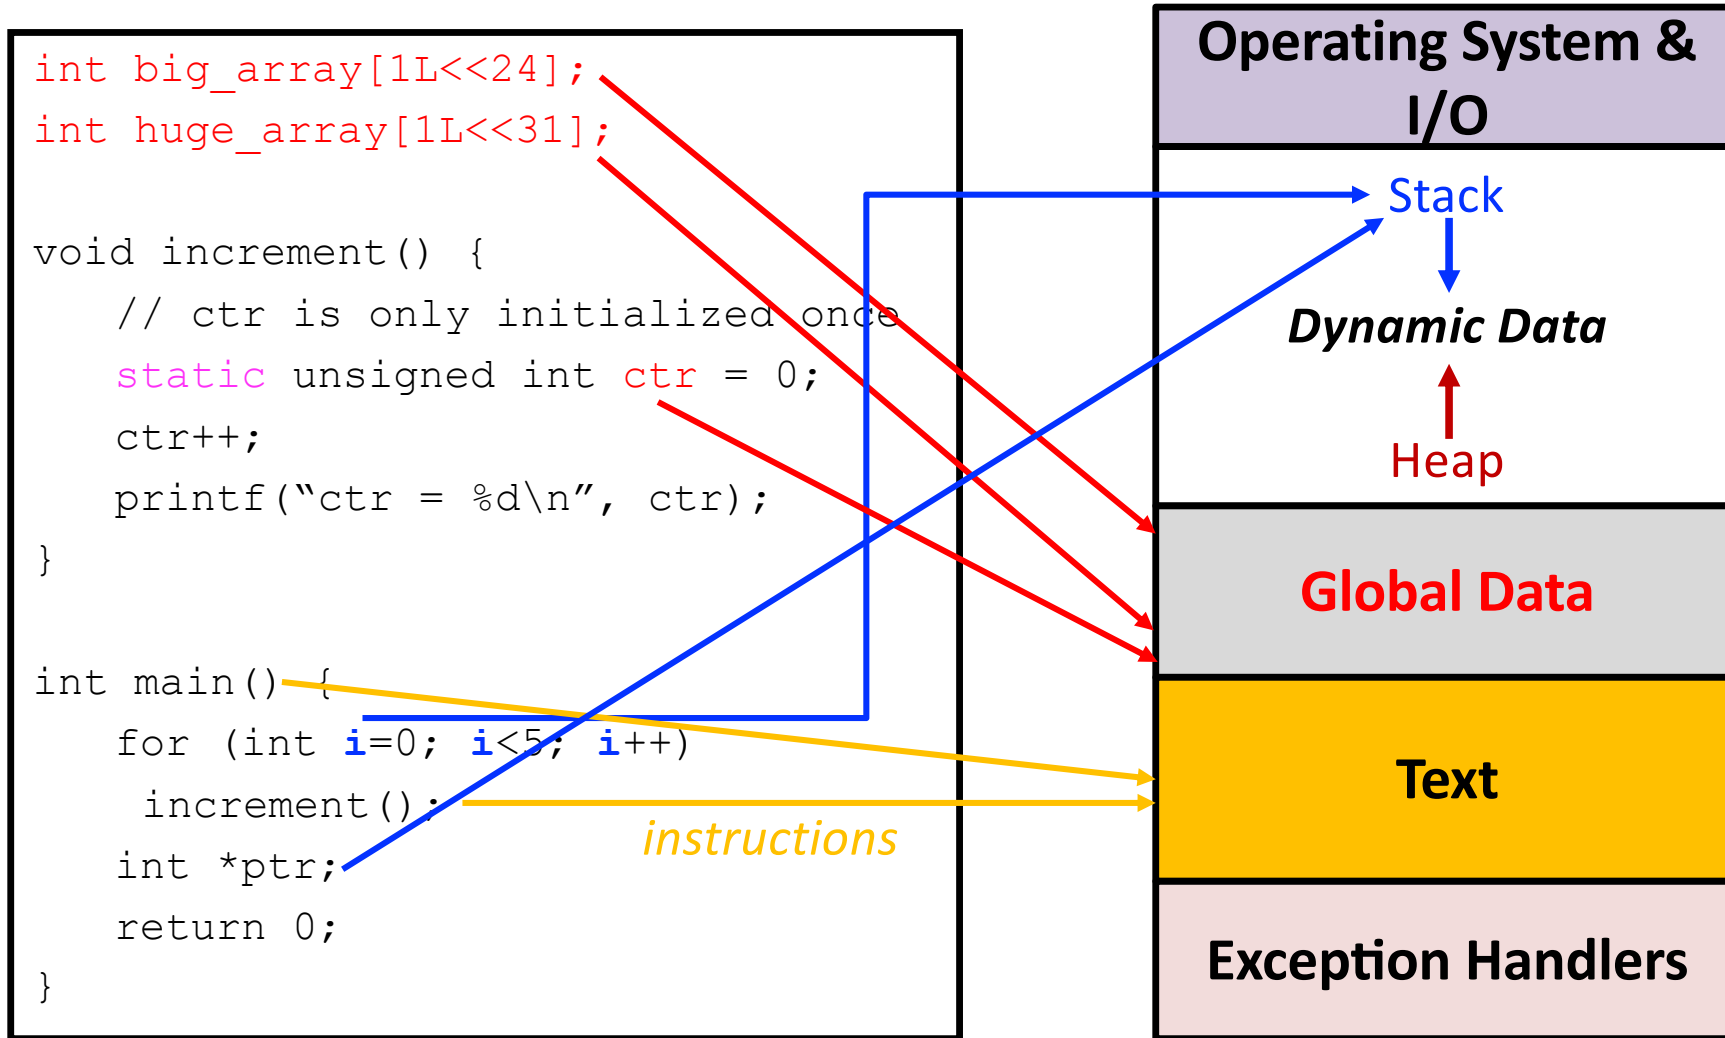 int big_array[1L<<24];
int huge_array[1L<<31];
void increment() {
// ctr is only initialized once
static unsigned int ctr = 0;
ctr++;
printf(“ctr = %d\n”, ctr);
}
int main() {
for (int i=0; i<5; i++)
increment();
int *ptr;
return 0;
}
instructions
Operating System &
I/O
Stack
Dynamic Data
Heap
Global Data
Text
Exception Handlers